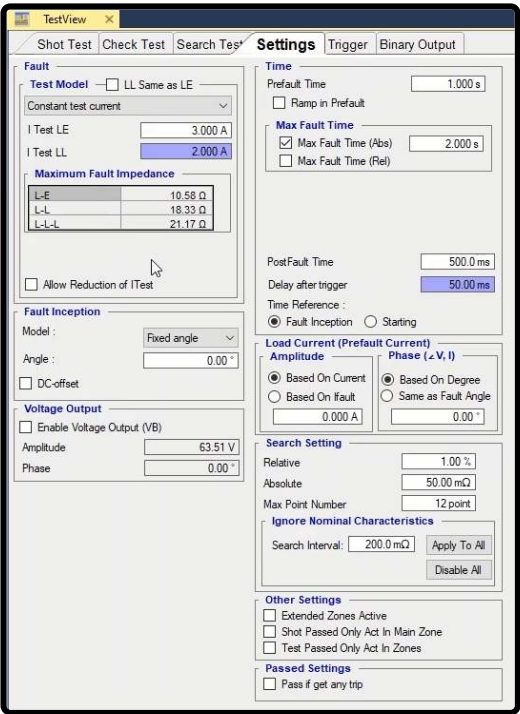 TestView ×
Shot Test Check Test Search Test Settings Trigger Binary Output
Fault
Test Model LL Same as LE
Constant test current
I Test LE 3.000 A
I Test LL 2.000 A
Maximum Fault Impedance
L-E 10.58 Ω
L-L 18.33 Ω
L-L-L 21.17 Ω
Allow Reduction of ITest
Fault Inception
Model : Fixed angle
Angle : 0.00 °
DC-offset
Voltage Output
Enable Voltage Output (VB)
Amplitude 63.51 V
Phase 0.00 °
Time
Prefault Time 1.000 s
Ramp in Prefault
Max Fault Time
Max Fault Time (Abs) 2.000 s
Max Fault Time (Rel)
PostFault Time 500.0 ms
Delay after trigger 50.00 ms
Time Reference :
Fault Inception Starting
Load Current (Prefault Current)
Amplitude
Based On Current
Based On Ifault
0.000 A
Phase (∠V, I)
Based On Degree
Same as Fault Angle
0.00 °
Search Setting
Relative 1.00 %
Absolute 50.00 mΩ
Max Point Number 12 point
Ignore Nominal Characteristics
Search Interval: 200.0 mΩ Apply To All
Disable All
Other Settings
Extended Zones Active
Shot Passed Only Act In Main Zone
Test Passed Only Act In Zones
Passed Settings
Pass if get any trip